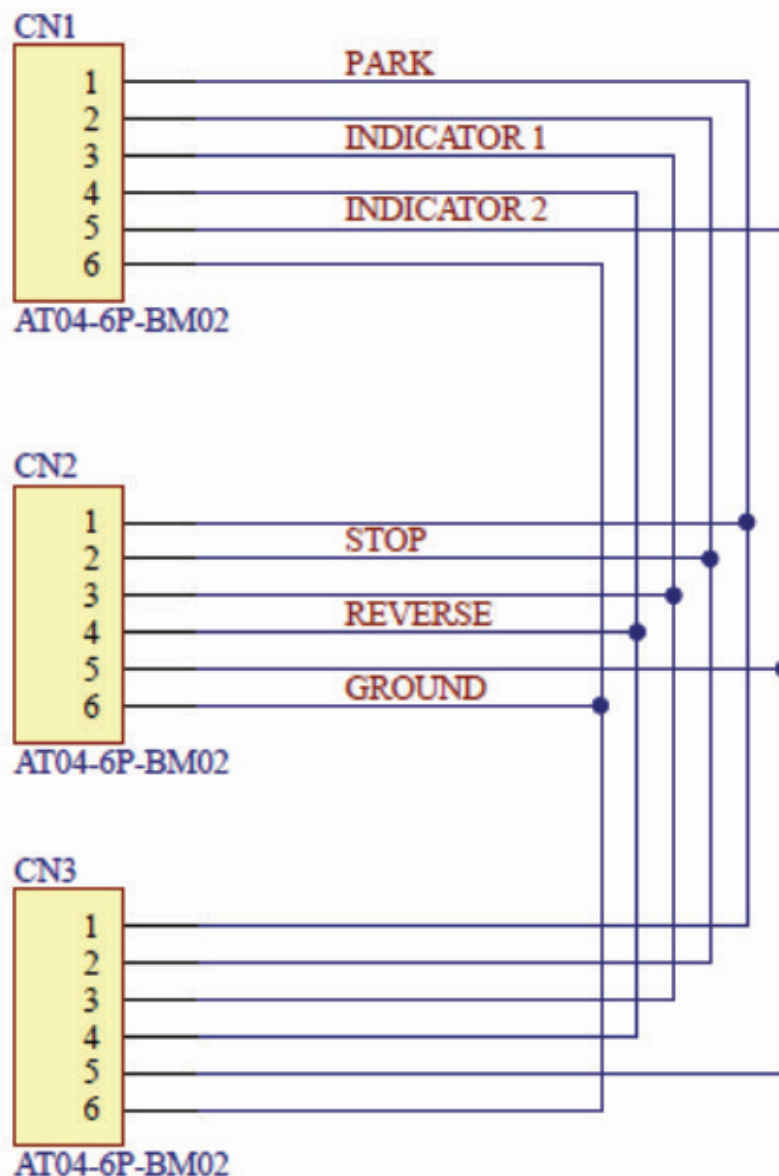 CN1
1 PARK
2
3 INDICATOR 1
4
5 INDICATOR 2
6
AT04-6P-BM02
CN2
1
2 STOP
3
4 REVERSE
5
6 GROUND
AT04-6P-BM02
CN3
1
2
3
4
5
6
AT04-6P-BM02